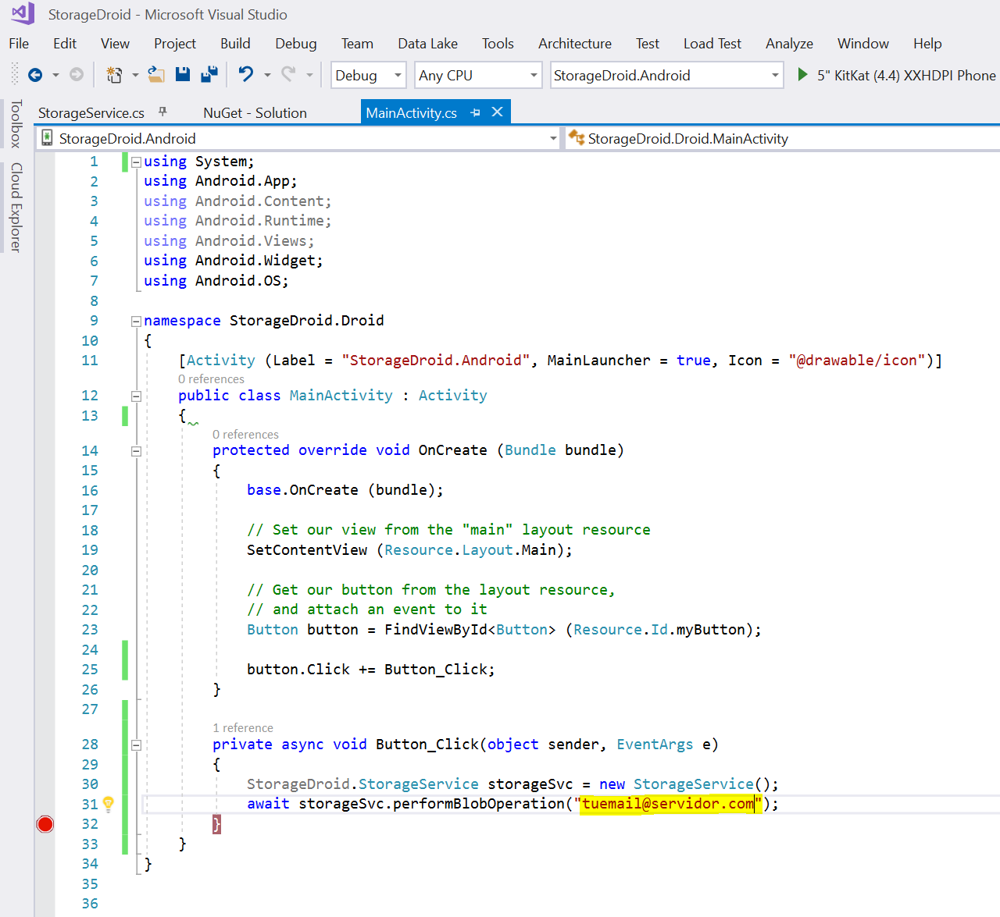 StorageDroid - Microsoft Visual Studio
File Edit View Project Build Debug Team Data Lake Tools Architecture Test Load Test Analyze Window Help
Debug Any CPU StorageDroid.Android 5" KitKat (4.4) XXHDPI Phone
Toolbox
Cloud Explorer
StorageService.cs NuGet - Solution MainActivity.cs
StorageDroid.Android StorageDroid.Droid.MainActivity
1 using System;
2 using Android.App;
3 using Android.Content;
4 using Android.Runtime;
5 using Android.Views;
6 using Android.Widget;
7 using Android.OS;
8
9 namespace StorageDroid.Droid
10 {
11 [Activity (Label = "StorageDroid.Android", MainLauncher = true, Icon = "@drawable/icon")]
0 references
12 public class MainActivity : Activity
13 {
0 references
14 protected override void OnCreate (Bundle bundle)
15 {
16 base.OnCreate (bundle);
17
18 // Set our view from the "main" layout resource
19 SetContentView (Resource.Layout.Main);
20
21 // Get our button from the layout resource,
22 // and attach an event to it
23 Button button = FindViewById<Button> (Resource.Id.myButton);
24
25 button.Click += Button_Click;
26 }
27
1 reference
28 private async void Button_Click(object sender, EventArgs e)
29 {
30 StorageDroid.StorageService storageSvc = new StorageService();
31 await storageSvc.performBlobOperation("tuemail@servidor.com");
32 }
33 }
34 }
35
36